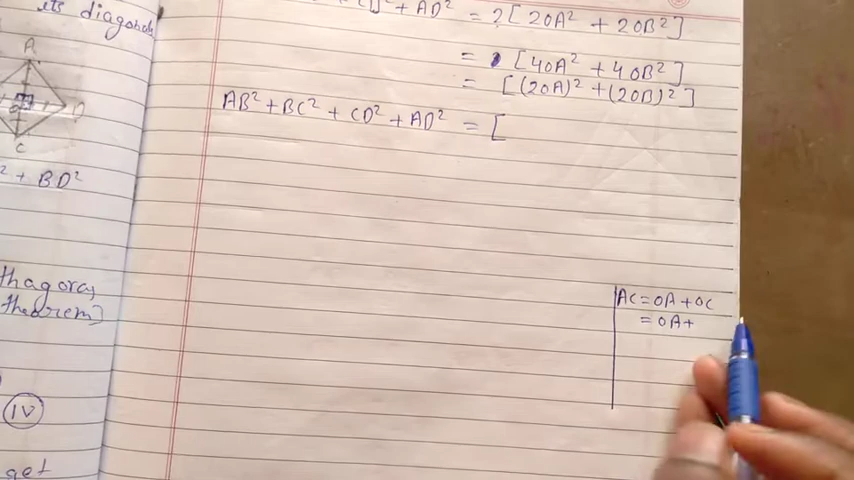 its diagonals
A
D
C
² + BD²
thagoras
theorem]
IV
get
+ AD² = 2[2OA² + 2OB²]
= [4OA² + 4OB²]
= [(2OA)² + (2OB)²]
AB² + BC² + CD² + AD² = [
AC = OA + OC
= OA +